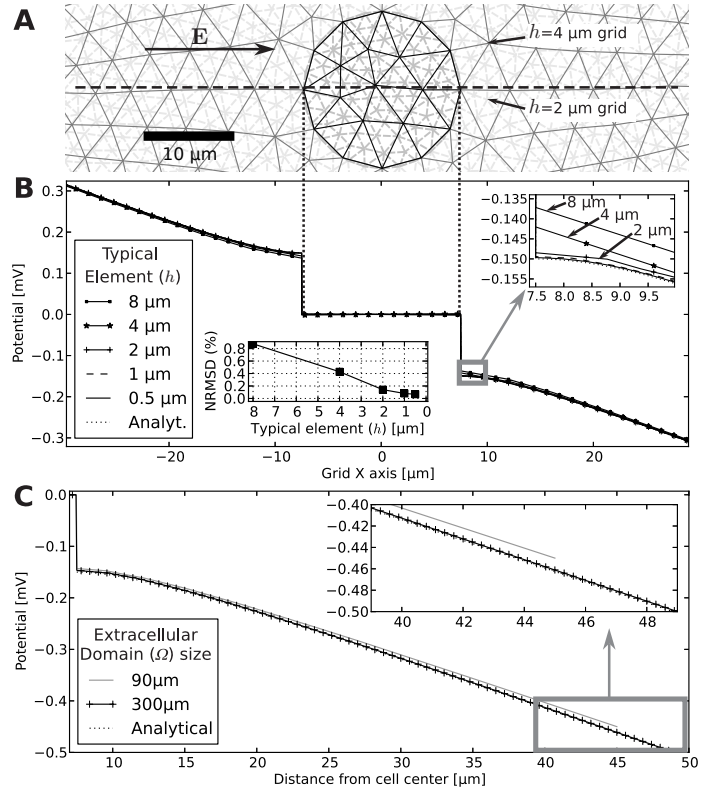 A
E
h=4 µm grid
h=2 µm grid
10 µm
B
0.3
0.2
0.1
0.0
−0.1
−0.2
−0.3
Potential [mV]
Typical
Element (h)
8 µm
4 µm
2 µm
1 µm
0.5 µm
Analyt.
NRMSD (%)
0.8
0.6
0.4
0.2
0.0
8 7 6 5 4 3 2 1 0
Typical element (h) [µm]
−0.135
−0.140
−0.145
−0.150
−0.155
8 µm
4 µm
2 µm
7.5 8.0 8.5 9.0 9.5
−20 −10 0 10 20
Grid X axis [µm]
C
0.0
−0.1
−0.2
−0.3
−0.4
−0.5
Potential [mV]
−0.40
−0.42
−0.44
−0.46
−0.48
−0.50
40 42 44 46 48
Extracellular
Domain (Ω) size
90µm
300µm
Analytical
10 15 20 25 30 35 40 45 50
Distance from cell center [µm]